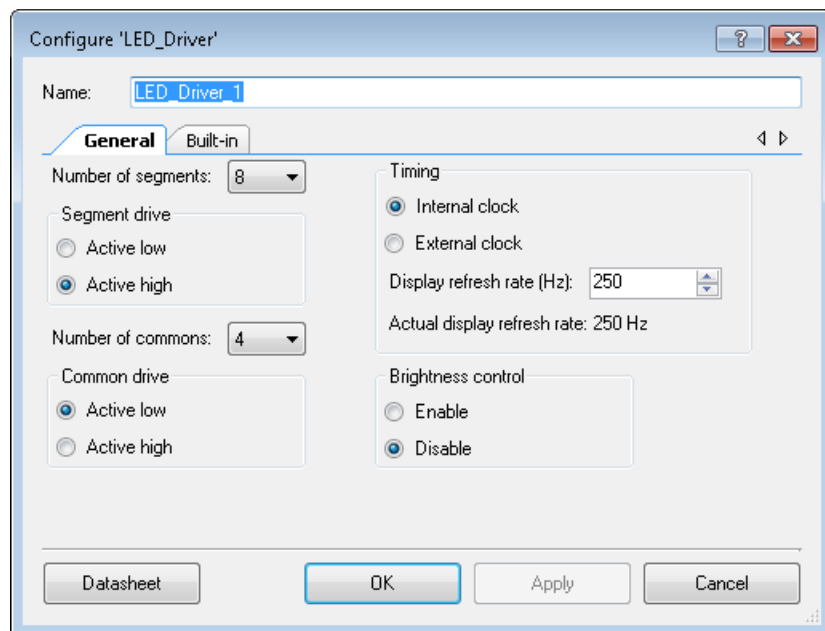 Configure 'LED_Driver'
Name: LED_Driver_1
General Built-in
Number of segments: 8
Segment drive
Active low
Active high
Number of commons: 4
Common drive
Active low
Active high
Timing
Internal clock
External clock
Display refresh rate (Hz): 250
Actual display refresh rate: 250 Hz
Brightness control
Enable
Disable
Datasheet OK Apply Cancel